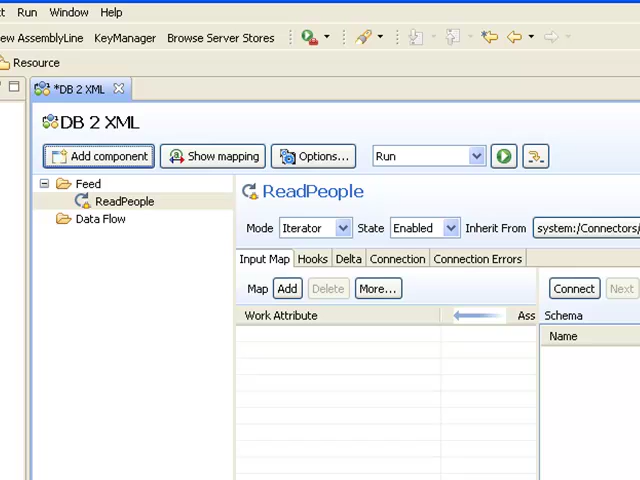 Run Window Help
AssemblyLine KeyManager Browse Server Stores
Resource
*DB 2 XML
DB 2 XML
Add component Show mapping Options... Run
Feed
ReadPeople
Data Flow
ReadPeople
Mode Iterator State Enabled Inherit From system:/Connectors/
Input Map Hooks Delta Connection Connection Errors
Map Add Delete More... Connect Next
Work Attribute Ass Schema
Name